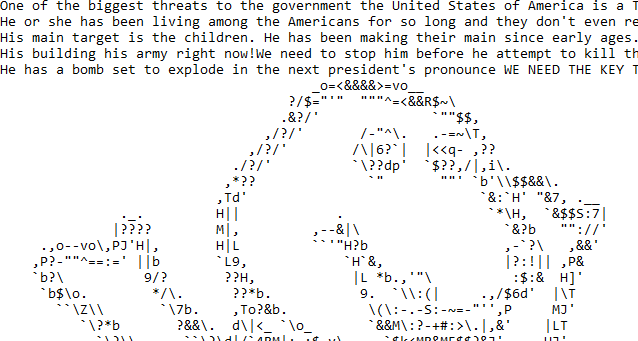 One of the biggest threats to the government the United States of America is a
He or she has been living among the Americans for so long and they don't even
His main target is the children. He has been making their main since early ages.
His building his army right now!We need to stop him before he attempt to kill
He has a bomb set to explode in the next president's pronounce WE NEED THE KEY